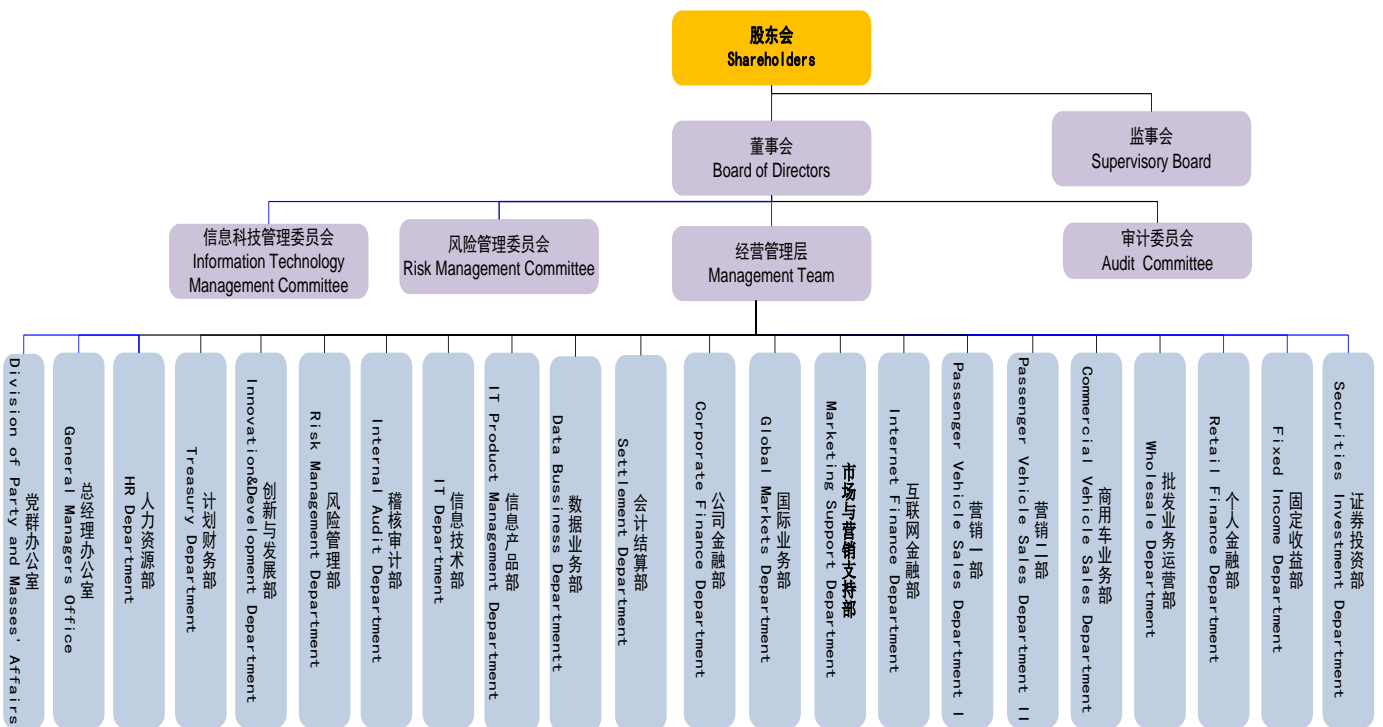 股东会
Shareholders
董事会
Board of Directors
监事会
Supervisory Board
信息科技管理委员会
Information Technology
Management Committee
风险管理委员会
Risk Management Committee
经营管理层
Management Team
审计委员会
Audit Committee
党群办公室
Division of Party and Masses' Affairs
总经理办公室
General Managers Office
人力资源部
HR Department
计划财务部
Treasury Department
创新与发展部
Innovation&Development Department
风险管理部
Risk Management Department
稽核审计部
Internal Audit Department
信息技术部
IT Department
信息产品部
IT Product Management Department
数据业务部
Data Bussiness Departmentt
会计结算部
Settlement Department
公司金融部
Corporate Finance Department
国际业务部
Global Markets Department
市场与营销支持部
Marketing Support Department
互联网金融部
Internet Finance Department
营销一部
Passenger Vehicle Sales Department I
营销二部
Passenger Vehicle Sales Department II
商用车业务部
Commercial Vehicle Sales Department
批发业务运营部
Wholesale Department
个人金融部
Retail Finance Department
固定收益部
Fixed Income Department
证券投资部
Securities Investment Department